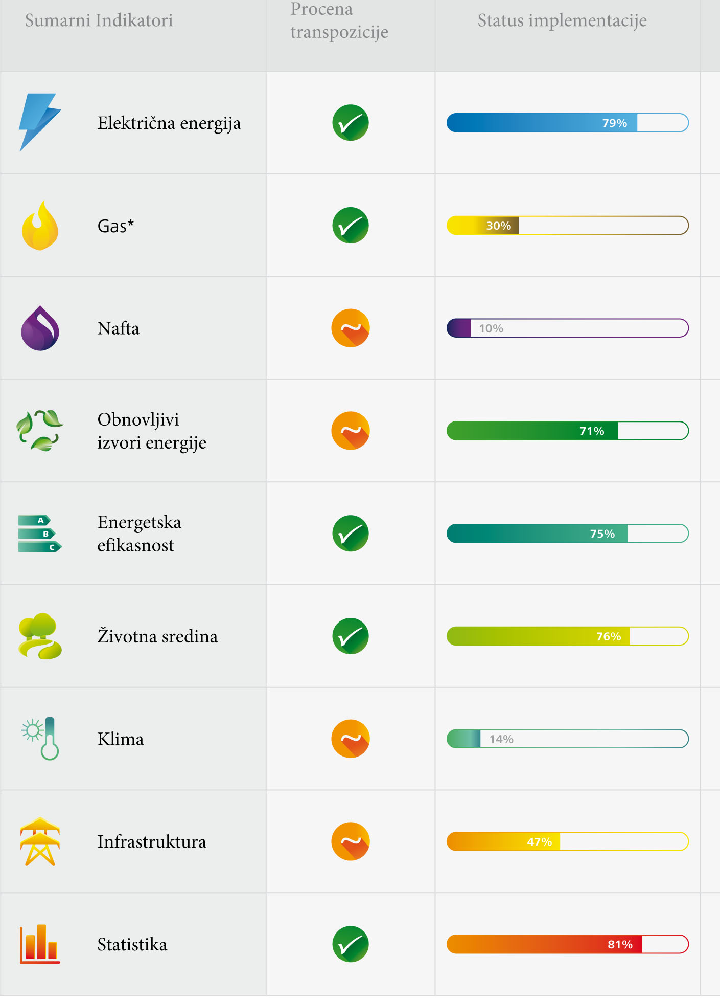 Sumarni Indikatori
Procena
transpozicije
Status implementacije
Električna energija
79%
Gas*
30%
Nafta
10%
Obnovljivi
izvori energije
71%
A
B
C
Energetska
efikasnost
75%
Životna sredina
76%
Klima
14%
Infrastruktura
47%
Statistika
81%